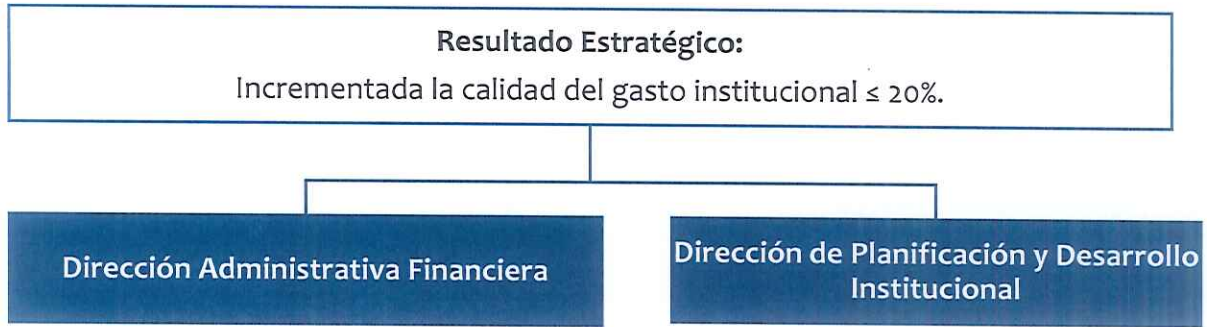 Resultado Estratégico:
Incrementada la calidad del gasto institucional ≤ 20%.
Dirección Administrativa Financiera
Dirección de Planificación y Desarrollo
Institucional